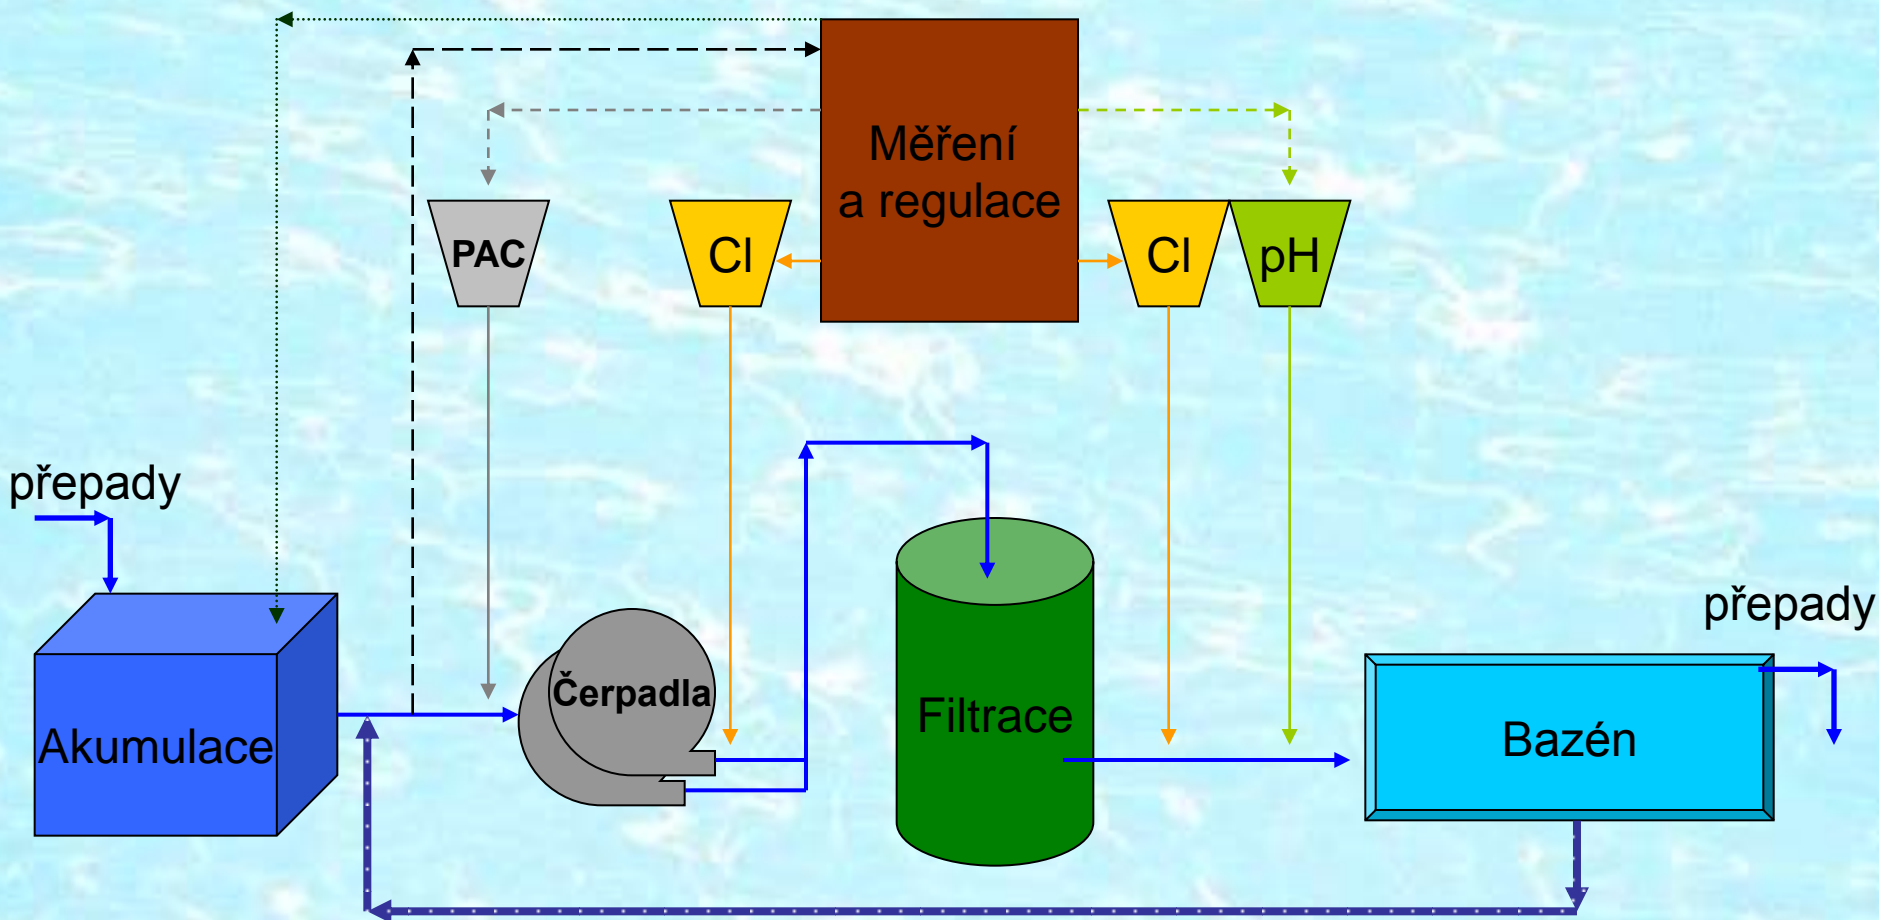 Měření
a regulace
PAC
Cl
Cl
pH
přepady
přepady
Čerpadla
Filtrace
Akumulace
Bazén